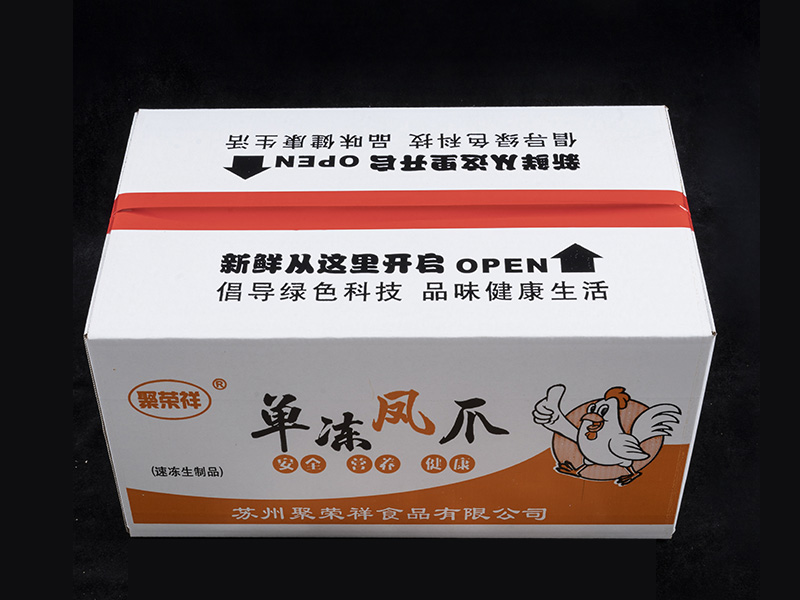 倡导绿色科技 品味健康生活
新鲜从这里开启 OPEN
新鲜从这里开启 OPEN
倡导绿色科技 品味健康生活
聚荣祥®
单冻凤爪
安全 营养 健康
(速冻生制品)
苏州聚荣祥食品有限公司